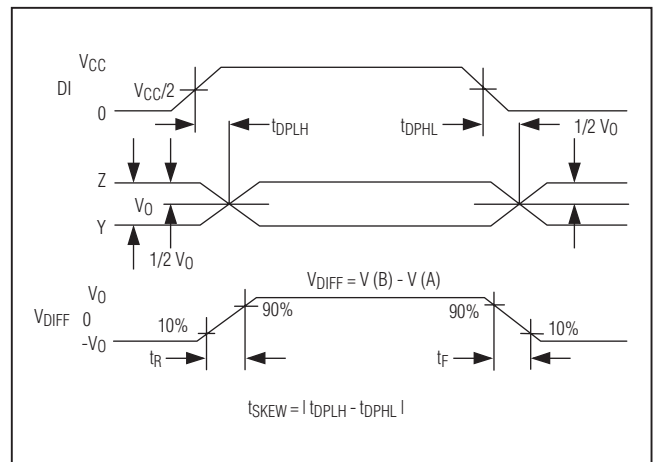 VCC
DI
VCC/2
0
tDPLH
tDPHL
1/2 VO
Z
VO
Y
1/2 VO
VDIFF = V (B) - V (A)
VO
VDIFF 0
-VO
10%
90%
90%
10%
tR
tF
tSKEW = | tDPLH - tDPHL |